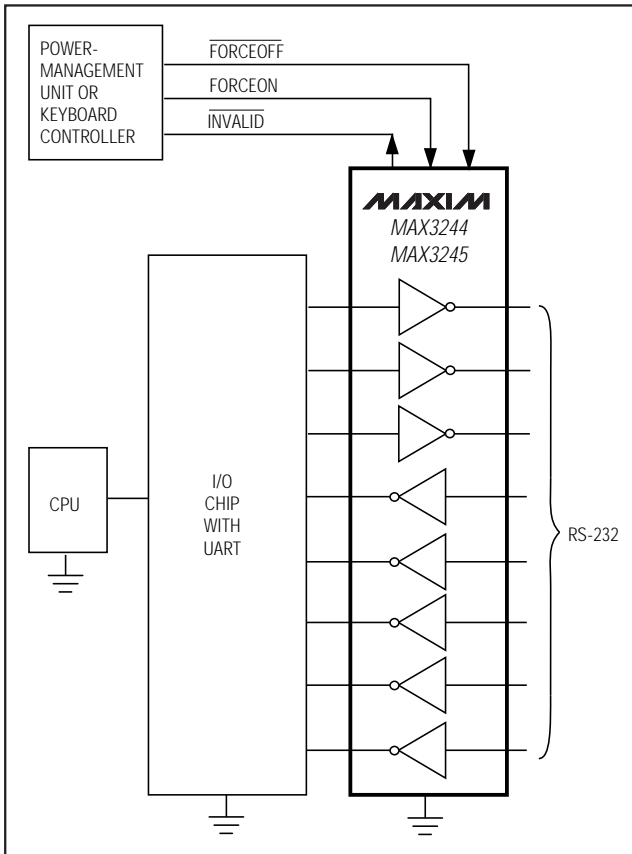 POWER-
MANAGEMENT
UNIT OR
KEYBOARD
CONTROLLER
FORCEOFF
FORCEON
INVALID
MAXIM
MAX3244
MAX3245
CPU
I/O
CHIP
WITH
UART
RS-232